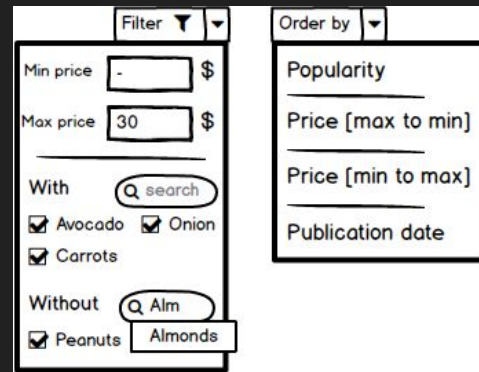 Filter
Min price - $
Max price 30 $
With search
Avocado Onion
Carrots
Without Alm
Peanuts Almonds
Order by
Popularity
Price [max to min]
Price [min to max]
Publication date